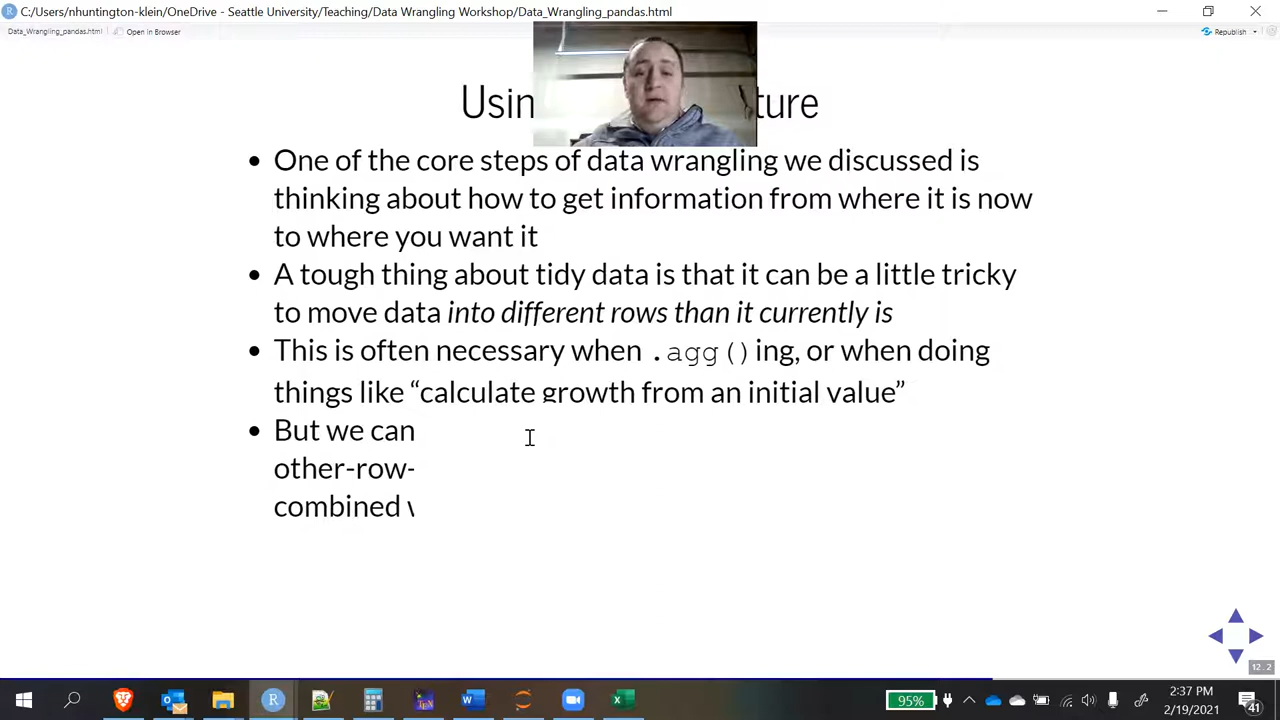 C:/Users/nhuntington-klein/OneDrive - Seattle University/Teaching/Data Wrangling Workshop/Data_Wrangling_pandas.html
Data_Wrangling_pandas.html Open in Browser Republish
One of the core steps of data wrangling we discussed is
thinking about how to get information from where it is now
to where you want it
A tough thing about tidy data is that it can be a little tricky
to move data into different rows than it currently is
This is often necessary when .agg()ing, or when doing
things like “calculate growth from an initial value”
But we can
other-row-
combined
12.2
95%
2:37 PM
2/19/2021
41